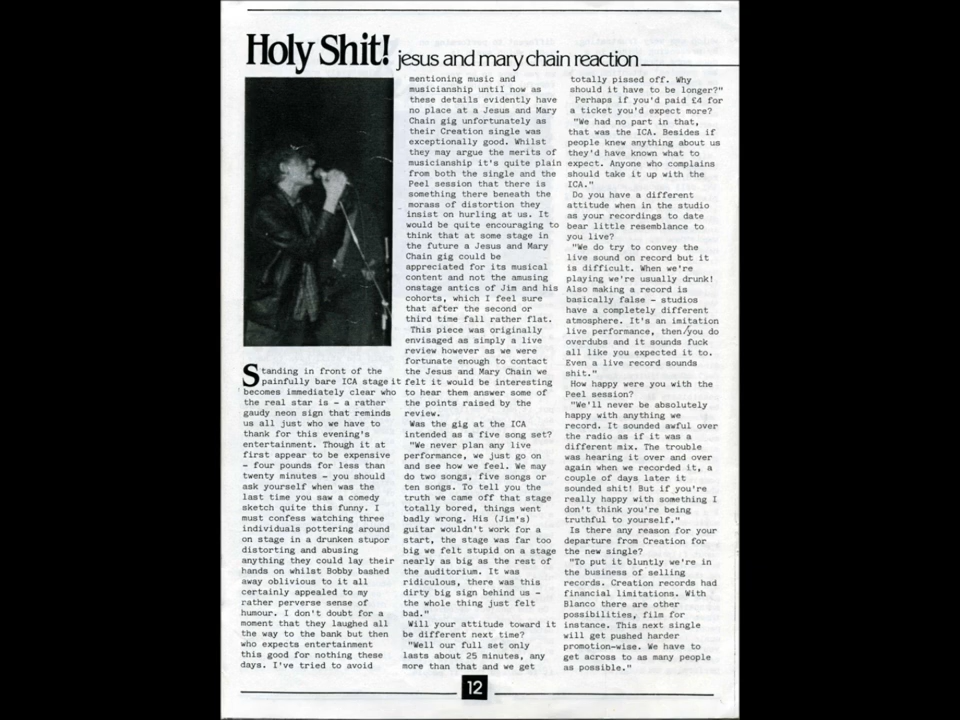 Holy Shit! jesus and mary chain reaction
Standing in front of the
painfully bare ICA stage it
becomes immediately clear who
the real star is - a rather
gaudy neon sign that reminds
us all just who we have to
thank for this evening's
entertainment. Though it at
first appear to be expensive
- four pounds for less than
twenty minutes - you should
ask yourself when was the
last time you saw a comedy
sketch quite this funny. I
must confess watching three
individuals pottering around
on stage in a drunken stupor
distorting and abusing
anything they could lay their
hands on whilst Bobby bashed
away oblivious to it all
certainly appealed to my
rather perverse sense of
humour. I don't doubt for a
moment that they laughed all
the way to the bank but then
who expects entertainment
this good for nothing these
days. I've tried to avoid
mentioning music and
musicianship until now as
these details evidently have
no place at a Jesus and Mary
Chain gig unfortunately as
their Creation single was
exceptionally good. Whilst
they may argue the merits of
musicianship it's quite plain
from both the single and the
Peel session that there is
something there beneath the
morass of distortion they
insist on hurling at us. It
would be quite encouraging to
think that at some stage in
the future a Jesus and Mary
Chain gig could be
appreciated for its musical
content and not the amusing
onstage antics of Jim and his
cohorts, which I feel sure
that after the second or
third time fall rather flat.
This piece was originally
envisaged as simply a live
review however as we were
fortunate enough to contact
the Jesus and Mary Chain we
felt it would be interesting
to hear them answer some of
the points raised by the
review.
Was the gig at the ICA
intended as a five song set?
"We never plan any live
performance, we just go on
and see how we feel. We may
do two songs, five songs or
ten songs. To tell you the
truth we came off that stage
totally bored, things went
badly wrong. His (Jim's)
guitar wouldn't work for a
start, the stage was far too
big we felt stupid on a stage
nearly as big as the rest of
the auditorium. It was
ridiculous, there was this
dirty big sign behind us -
the whole thing just felt
bad."
Will your attitude toward it
be different next time?
"Well our full set only
lasts about 25 minutes, any
more than that and we get
totally pissed off. Why
should it have to be longer?"
Perhaps if you'd paid £4 for
a ticket you'd expect more?
"We had no part in that,
that was the ICA. Besides if
people knew anything about us
they'd have known what to
expect. Anyone who complains
should take it up with the
ICA."
Do you have a different
attitude when in the studio
as your recordings to date
bear little resemblance to
you live?
"We do try to convey the
live sound on record but it
is difficult. When we're
playing we're usually drunk!
Also making a record is
basically false - studios
have a completely different
atmosphere. It's an imitation
live performance, then/you do
overdubs and it sounds fuck
all like you expected it to.
Even a live record sounds
shit."
How happy were you with the
Peel session?
"We'll never be absolutely
happy with anything we
record. It sounded awful over
the radio as if it was a
different mix. The trouble
was hearing it over and over
again when we recorded it, a
couple of days later it
sounded shit! But if you're
really happy with something I
don't think you're being
truthful to yourself."
Is there any reason for your
departure from Creation for
the new single?
"To put it bluntly we're in
the business of selling
records. Creation records had
financial limitations. With
Blanco there are other
possibilities, film for
instance. This next single
will get pushed harder
promotion-wise. We have to
get across to as many people
as possible."
12